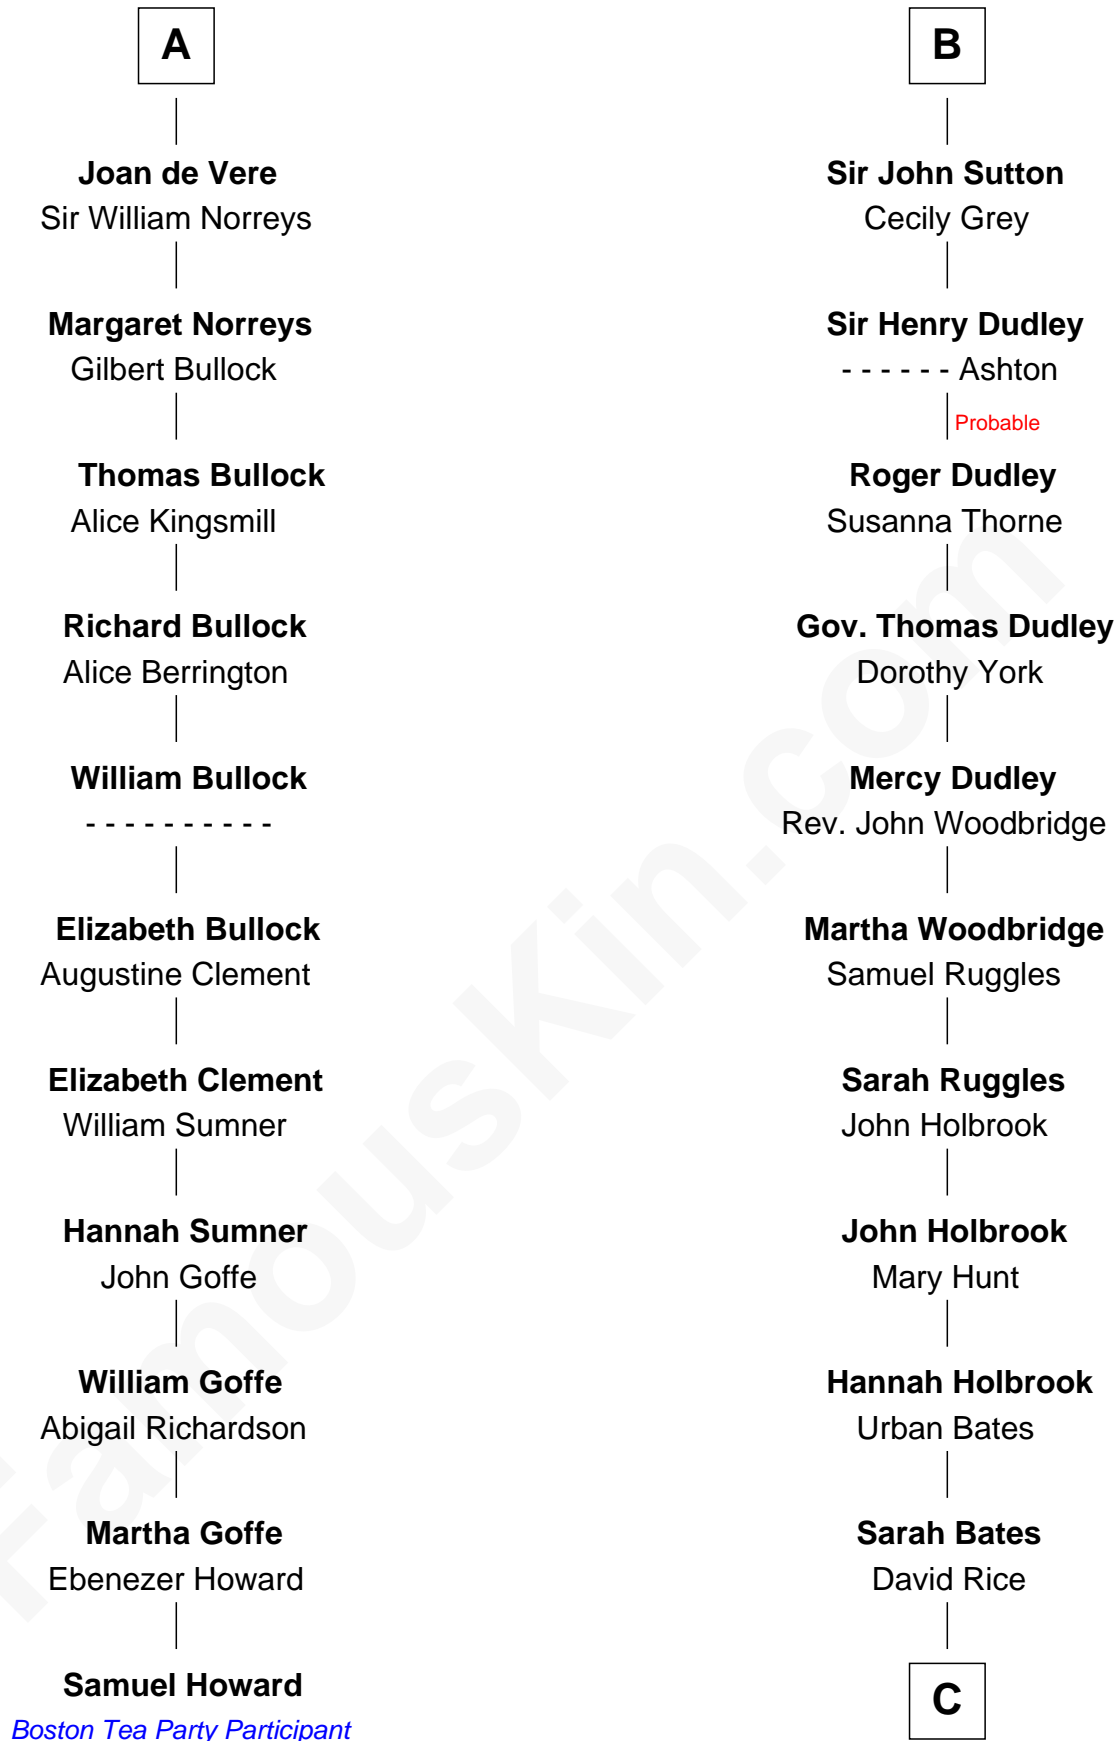 A
Joan de Vere
Sir William Norreys
Margaret Norreys
Gilbert Bullock
Thomas Bullock
Alice Kingsmill
Richard Bullock
Alice Berrington
William Bullock
- - - - - - - - - -
Elizabeth Bullock
Augustine Clement
Elizabeth Clement
William Sumner
Hannah Sumner
John Goffe
William Goffe
Abigail Richardson
Martha Goffe
Ebenezer Howard
Samuel Howard
Boston Tea Party Participant
B
Sir John Sutton
Cecily Grey
Sir Henry Dudley
- - - - - - Ashton
Probable
Roger Dudley
Susanna Thorne
Gov. Thomas Dudley
Dorothy York
Mercy Dudley
Rev. John Woodbridge
Martha Woodbridge
Samuel Ruggles
Sarah Ruggles
John Holbrook
John Holbrook
Mary Hunt
Hannah Holbrook
Urban Bates
Sarah Bates
David Rice
C
FamousKin.com